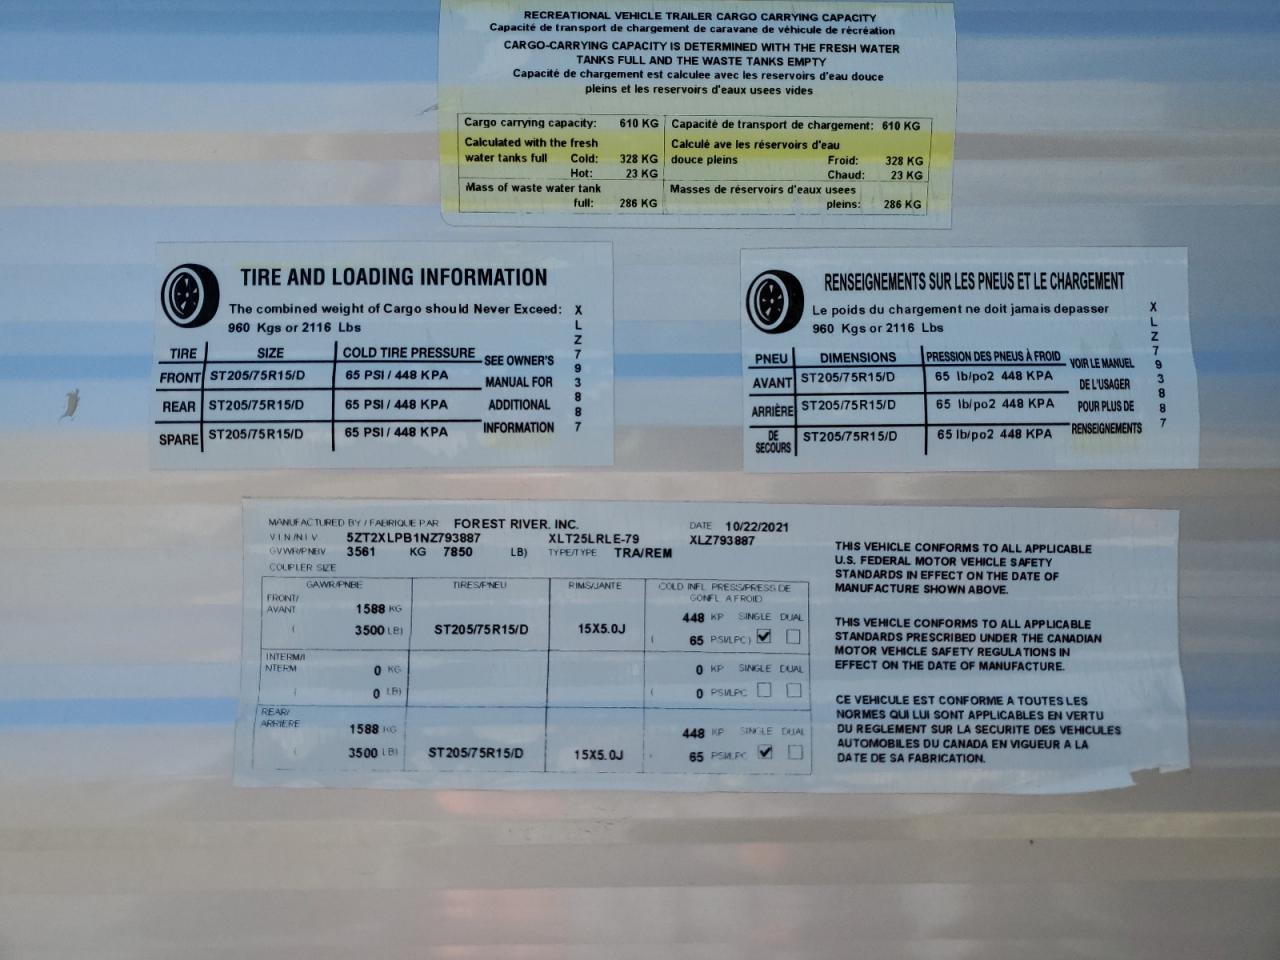 RECREATIONAL VEHICLE TRAILER CARGO CARRYING CAPACITY
Capacité de transport de chargement de caravane de véhicule de récréation
CARGO-CARRYING CAPACITY IS DETERMINED WITH THE FRESH WATER
TANKS FULL AND THE WASTE TANKS EMPTY
Capacité de chargement est calculee avec les reservoirs d'eau douce
pleins et les reservoirs d'eaux usees vides
Cargo carrying capacity: 610 KG
Calculated with the fresh
water tanks full Cold: 328 KG
Hot: 23 KG
Mass of waste water tank
full: 286 KG
Capacité de transport de chargement: 610 KG
Calculé ave les réservoirs d'eau
douce pleins Froid: 328 KG
Chaud: 23 KG
Masses de réservoirs d'eaux usees
pleins: 286 KG
TIRE AND LOADING INFORMATION
The combined weight of Cargo should Never Exceed:
960 Kgs or 2116 Lbs
TIRE SIZE COLD TIRE PRESSURE
FRONT ST205/75R15/D 65 PSI / 448 KPA
REAR ST205/75R15/D 65 PSI / 448 KPA
SPARE ST205/75R15/D 65 PSI / 448 KPA
SEE OWNER'S
MANUAL FOR
ADDITIONAL
INFORMATION
XLZ793887
RENSEIGNEMENTS SUR LES PNEUS ET LE CHARGEMENT
Le poids du chargement ne doit jamais depasser
960 Kgs or 2116 Lbs
PNEU DIMENSIONS PRESSION DES PNEUS À FROID
AVANT ST205/75R15/D 65 lb/po2 448 KPA
ARRIÈRE ST205/75R15/D 65 lb/po2 448 KPA
DE SECOURS ST205/75R15/D 65 lb/po2 448 KPA
VOIR LE MANUEL
DE L'USAGER
POUR PLUS DE
RENSEIGNEMENTS
XLZ793887
MANUFACTURED BY / FABRIQUE PAR FOREST RIVER, INC. DATE 10/22/2021
V I N /N I V 5ZT2XLPB1NZ793887 XLT25LRLE-79 XLZ793887
GVWR/PNBV 3561 KG 7850 LB) TYPE/TYPE TRA/REM
COUPLER SIZE
GAWR/PNBE TIRES/PNEU RIMS/JANTE COLD INFL PRESS/PRESS DE
GONFL A FROID
FRONT/
AVANT 1588 KG 448 KP SINGLE DUAL
( 3500 LB) ST205/75R15/D 15X5.0J ( 65 PSI/LPC)
INTERM/I
NTERM 0 KG 0 KP SINGLE DUAL
( 0 LB) ( 0 PSI/LPC
REAR/
ARRIERE 1588 KG 448 KP SINGLE DUAL
( 3500 LB) ST205/75R15/D 15X5.0J 65 PSI/LPC
THIS VEHICLE CONFORMS TO ALL APPLICABLE
U.S. FEDERAL MOTOR VEHICLE SAFETY
STANDARDS IN EFFECT ON THE DATE OF
MANUFACTURE SHOWN ABOVE.
THIS VEHICLE CONFORMS TO ALL APPLICABLE
STANDARDS PRESCRIBED UNDER THE CANADIAN
MOTOR VEHICLE SAFETY REGULATIONS IN
EFFECT ON THE DATE OF MANUFACTURE.
CE VEHICULE EST CONFORME A TOUTES LES
NORMES QUI LUI SONT APPLICABLES EN VERTU
DU REGLEMENT SUR LA SECURITE DES VEHICULES
AUTOMOBILES DU CANADA EN VIGUEUR A LA
DATE DE SA FABRICATION.